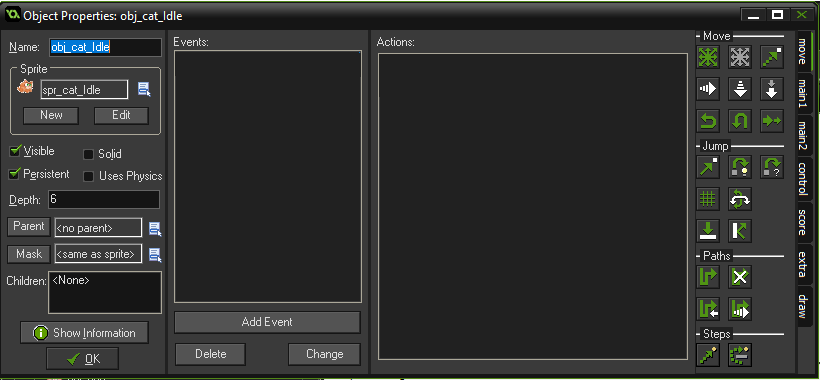 Object Properties: obj_cat_Idle
Name: obj_cat_Idle
Sprite
spr_cat_Idle
New Edit
Visible Solid
Persistent Uses Physics
Depth: 6
Parent <no parent>
Mask <same as sprite>
Children: <None>
Show Information
OK
Events:
Add Event
Delete Change
Actions:
Move
Jump
Paths
Steps
move
main1
main2
control
score
extra
draw